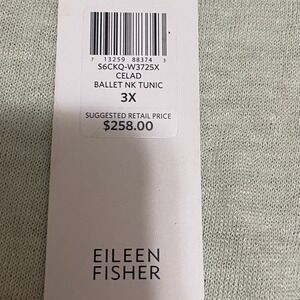 7 13259 88374 3
S6CKQ-W3725X
CELAD
BALLET NK TUNIC
3X
SUGGESTED RETAIL PRICE
$258.00
EILEEN
FISHER